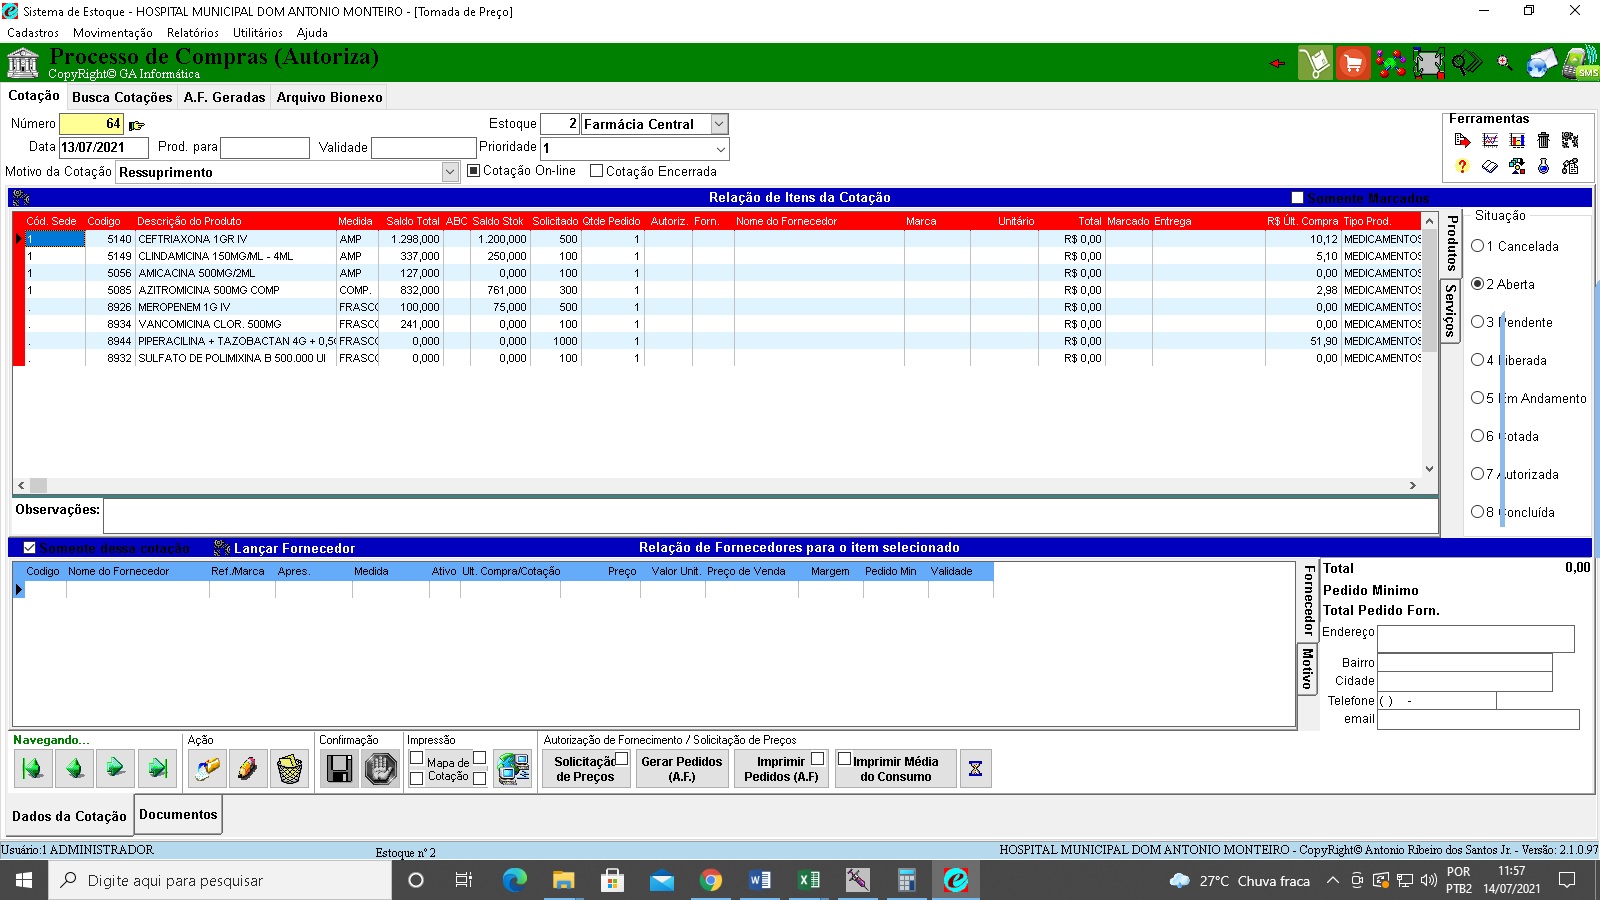 Sistema de Estoque - HOSPITAL MUNICIPAL DOM ANTONIO MONTEIRO - [Tomada de Preço]
Cadastros Movimentação Relatórios Utilitários Ajuda
Processo de Compras (Autoriza)
CopyRight© GA Informática
SMS
Cotação Busca Cotações A.F. Geradas Arquivo Bionexo
Número 64 Estoque 2 Farmácia Central
Data 13/07/2021 Prod. para Validade Prioridade 1
Motivo da Cotação Ressuprimento Cotação On-line Cotação Encerrada
Ferramentas
Relação de Itens da Cotação Somente Marcados
Cód. Sede Codigo Descrição do Produto Medida Saldo Total ABC Saldo Stok Solicitado Qtde Pedido Autoriz. Forn. Nome do Fornecedor Marca Unitário Total Marcado Entrega R$ Últ. Compra Tipo Prod.
1 5140 CEFTRIAXONA 1GR IV AMP 1.298,000 1.200,000 500 1 R$ 0,00 10,12 MEDICAMENTOS
1 5149 CLINDAMICINA 150MG/ML - 4ML AMP 337,000 250,000 100 1 R$ 0,00 5,10 MEDICAMENTOS
1 5056 AMICACINA 500MG/2ML AMP 127,000 0,000 100 1 R$ 0,00 0,00 MEDICAMENTOS
1 5085 AZITROMICINA 500MG COMP COMP. 832,000 761,000 300 1 R$ 0,00 2,98 MEDICAMENTOS
. 8926 MEROPENEM 1G IV FRASC 100,000 75,000 500 1 R$ 0,00 0,00 MEDICAMENTOS
. 8934 VANCOMICINA CLOR. 500MG FRASC 241,000 0,000 100 1 R$ 0,00 0,00 MEDICAMENTOS
. 8944 PIPERACILINA + TAZOBACTAN 4G + 0,5 FRASC 0,000 0,000 1000 1 R$ 0,00 51,90 MEDICAMENTOS
. 8932 SULFATO DE POLIMIXINA B 500.000 UI FRASC 0,000 0,000 100 1 R$ 0,00 0,00 MEDICAMENTOS
Produtos
Serviços
Situação
1 Cancelada
2 Aberta
3 Pendente
4 Liberada
5 Em Andamento
6 Cotada
7 Autorizada
8 Concluída
Observações:
Somente dessa cotação Lançar Fornecedor Relação de Fornecedores para o item selecionado
Codigo Nome do Fornecedor Ref./Marca Apres. Medida Ativo Ult. Compra/Cotação Preço Valor Unit. Preço de Venda Margem Pedido Min Validade
Fornecedor
Motivo
Total 0,00
Pedido Minimo
Total Pedido Forn.
Endereço
Bairro
Cidade
Telefone ( ) -
email
Navegando... Ação Confirmação Impressão Autorização de Fornecimento / Solicitação de Preços
Mapa de Cotação
Solicitação de Preços
Gerar Pedidos (A.F.)
Imprimir Pedidos (A.F)
Imprimir Média do Consumo
Dados da Cotação Documentos
Usuário:1 ADMINISTRADOR Estoque nº 2 HOSPITAL MUNICIPAL DOM ANTONIO MONTEIRO - CopyRight© Antonio Ribeiro dos Santos Jr. - Versão: 2.1.0.97
Digite aqui para pesquisar
27°C Chuva fraca
POR
PTB2
11:57
14/07/2021